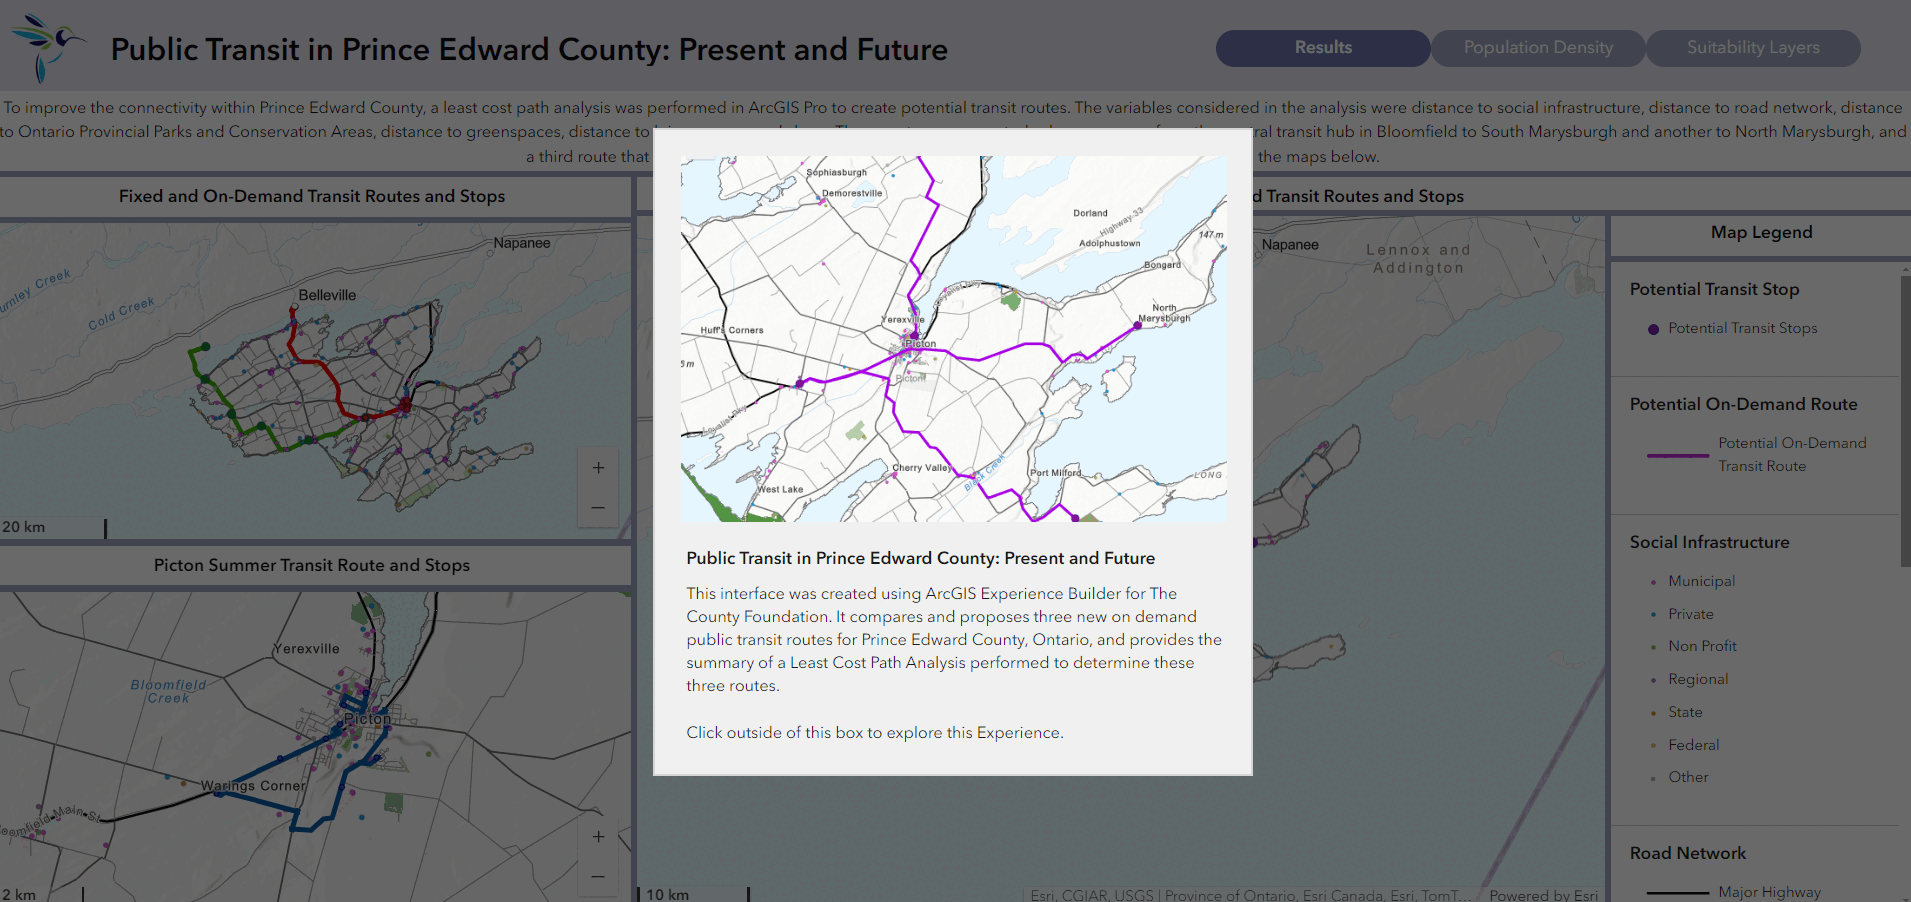 Public Transit in Prince Edward County: Present and Future
Results
Population Density
Suitability Layers
To improve the connectivity within Prince Edward County, a least cost path analysis was performed in ArcGIS Pro to create potential transit routes. The variables considered in the analysis were distance to social infrastructure, distance to road network, distance
to Ontario Provincial Parks and Conservation Areas, distance to greenspaces, distance to
al transit hub in Bloomfield to South Marysburgh and another to North Marysburgh, and
a third route that
the maps below.
Fixed and On-Demand Transit Routes and Stops
d Transit Routes and Stops
Napanee
Cold Creek
Creek
Belleville
+
−
20 km
Picton Summer Transit Route and Stops
Yerexville
Bloomfield
Creek
Picton
Warings Corner
oomfield-Main St
+
−
2 km
Sophiasburgh
Demorestville
Dorland
Highway-33
Adolphustown
147 m
Bongard
North
Marysburgh
Yerexville
Huff's Corners
Picton
Picton
Cherry Valley
Black Creek
Port Milford
LONG
West Lake
Public Transit in Prince Edward County: Present and Future
This interface was created using ArcGIS Experience Builder for The
County Foundation. It compares and proposes three new on demand
public transit routes for Prince Edward County, Ontario, and provides the
summary of a Least Cost Path Analysis performed to determine these
three routes.
Click outside of this box to explore this Experience.
Napanee
Lennox and
Addington
10 km
Esri, CGIAR, USGS | Province of Ontario, Esri Canada, Esri, TomT...
Powered by Esri
Map Legend
Potential Transit Stop
Potential Transit Stops
Potential On-Demand Route
Potential On-Demand
Transit Route
Social Infrastructure
Municipal
Private
Non Profit
Regional
State
Federal
Other
Road Network
Major Highway